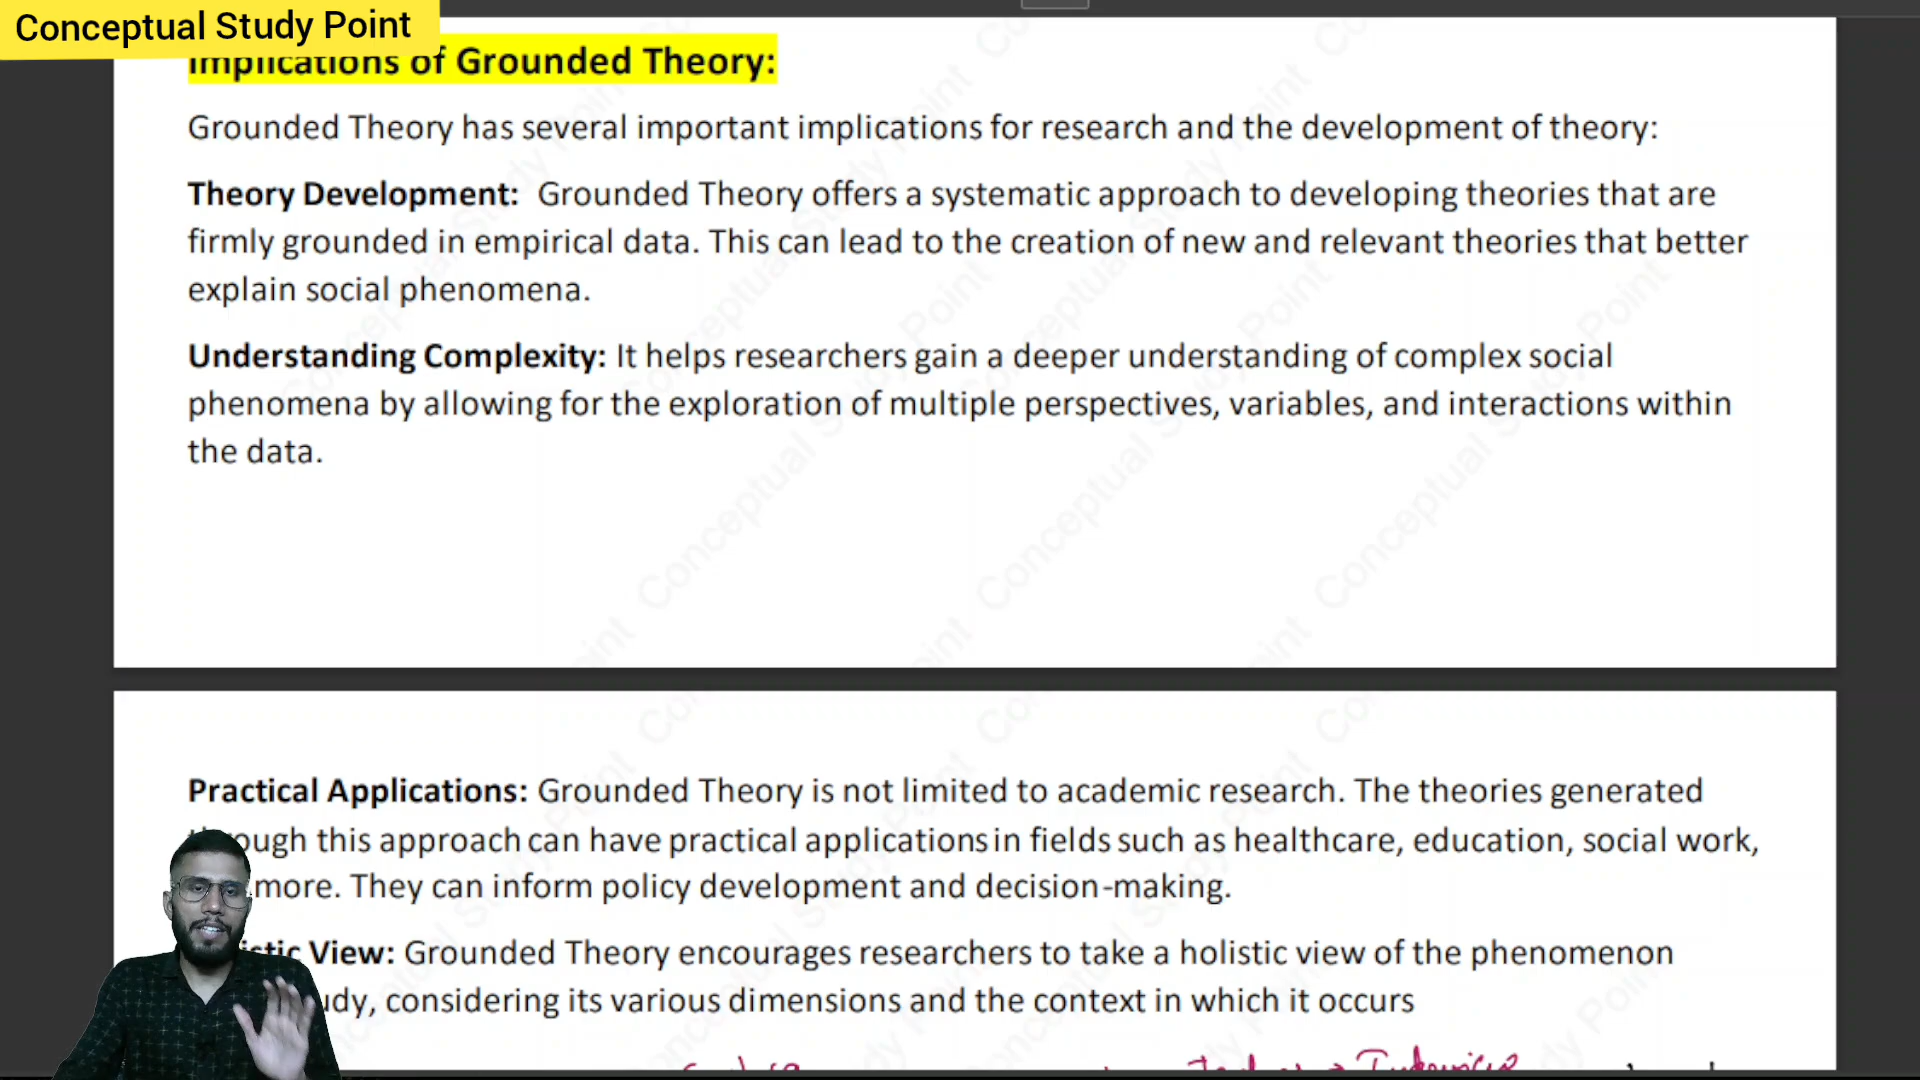 Conceptual Study Point
Implications of Grounded Theory:
Grounded Theory has several important implications for research and the development of theory:
Theory Development: Grounded Theory offers a systematic approach to developing theories that are
firmly grounded in empirical data. This can lead to the creation of new and relevant theories that better
explain social phenomena.
Understanding Complexity: It helps researchers gain a deeper understanding of complex social
phenomena by allowing for the exploration of multiple perspectives, variables, and interactions within
the data.
Practical Applications: Grounded Theory is not limited to academic research. The theories generated
through this approach can have practical applications in fields such as healthcare, education, social work,
more. They can inform policy development and decision-making.
View: Grounded Theory encourages researchers to take a holistic view of the phenomenon
considering its various dimensions and the context in which it occurs